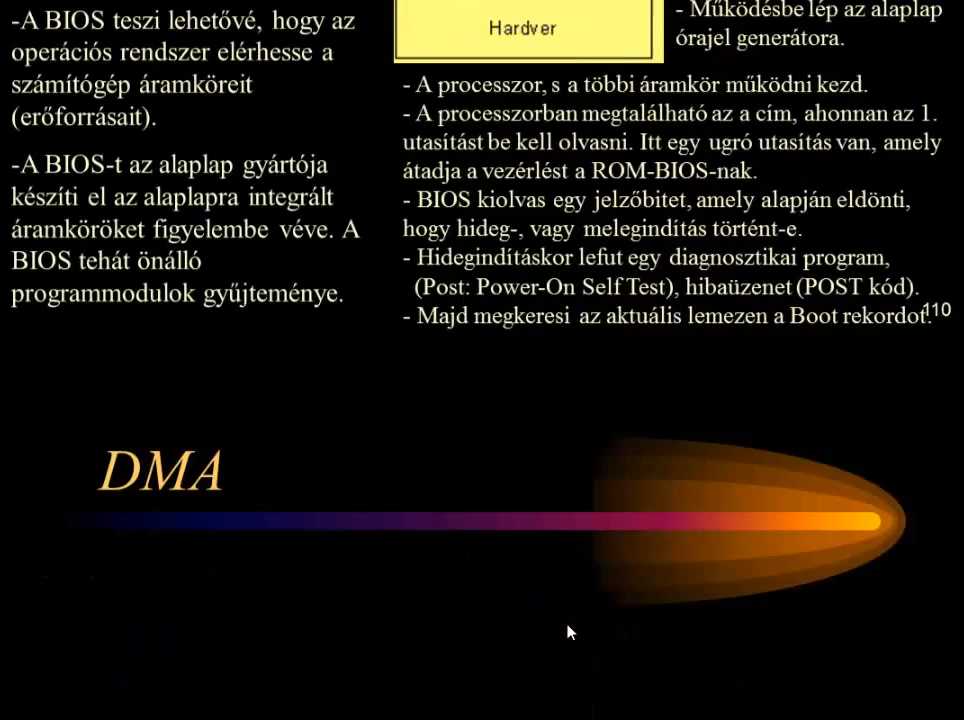 -A BIOS teszi lehetővé, hogy az
operációs rendszer elérhesse a
számítógép áramköreit
(erőforrásait).
-A BIOS-t az alaplap gyártója
készíti el az alaplapra integrált
áramköröket figyelembe véve. A
BIOS tehát önálló
programmodulok gyűjteménye.
Hardver
- Működésbe lép az alaplap
órajel generátora.
- A processzor, s a többi áramkör működni kezd.
- A processzorban megtalálható az a cím, ahonnan az 1.
utasítást be kell olvasni. Itt egy ugró utasítás van, amely
átadja a vezérlést a ROM-BIOS-nak.
- BIOS kiolvas egy jelzőbitet, amely alapján eldönti,
hogy hideg-, vagy melegindítás történt-e.
- Hidegindításkor lefut egy diagnosztikai program,
(Post: Power-On Self Test), hibaüzenet (POST kód).
- Majd megkeresi az aktuális lemezen a Boot rekordot.
110
DMA